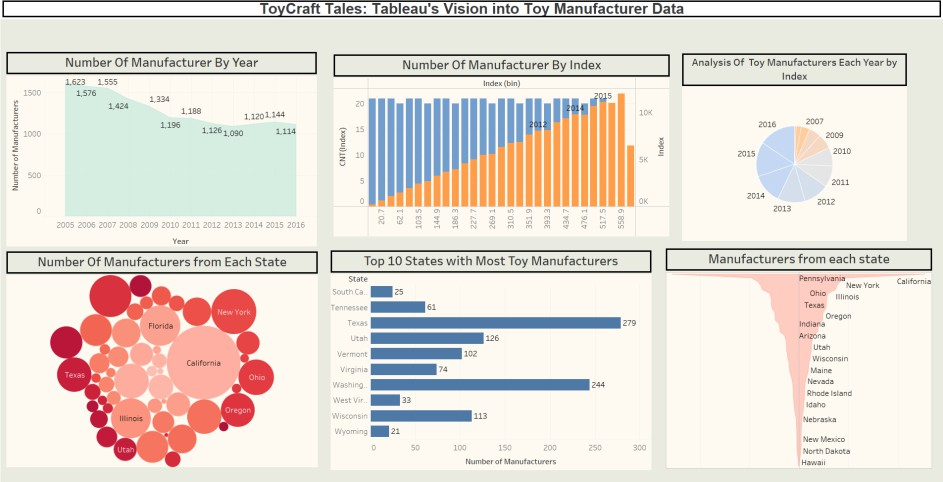 ToyCraft Tales: Tableau's Vision into Toy Manufacturer Data
Number Of Manufacturer By Year
Number of Manufacturers
1500
1000
500
0
1,623
1,576
1,555
1,424
1,334
1,196
1,188
1,126
1,090
1,120
1,144
1,114
2005 2006 2007 2008 2009 2010 2011 2012 2013 2014 2015 2016
Year
Number Of Manufacturer By Index
Index (bin)
CNT(Index)
20
15
10
5
0
2012
2014
2015
10K
5K
0K
Index
20.7 62.1 103.5 144.9 186.3 227.7 269.1 310.5 351.9 393.3 434.7 476.1 517.5 558.9
Analysis Of Toy Manufacturers Each Year by
Index
2016
2007
2009
2010
2015
2011
2014
2012
2013
Number Of Manufacturers from Each State
New York
Florida
California
Texas
Ohio
Oregon
Illinois
Utah
Top 10 States with Most Toy Manufacturers
State
South Ca.. 25
Tennessee 61
Texas 279
Utah 126
Vermont 102
Virginia 74
Washing.. 244
West Vir.. 33
Wisconsin 113
Wyoming 21
0 50 100 150 200 250 300
Number of Manufacturers
Manufacturers from each state
Pennsylvania
California
New York
Ohio
Illinois
Texas
Oregon
Indiana
Arizona
Utah
Wisconsin
Maine
Nevada
Rhode Island
Idaho
Nebraska
New Mexico
North Dakota
Hawaii